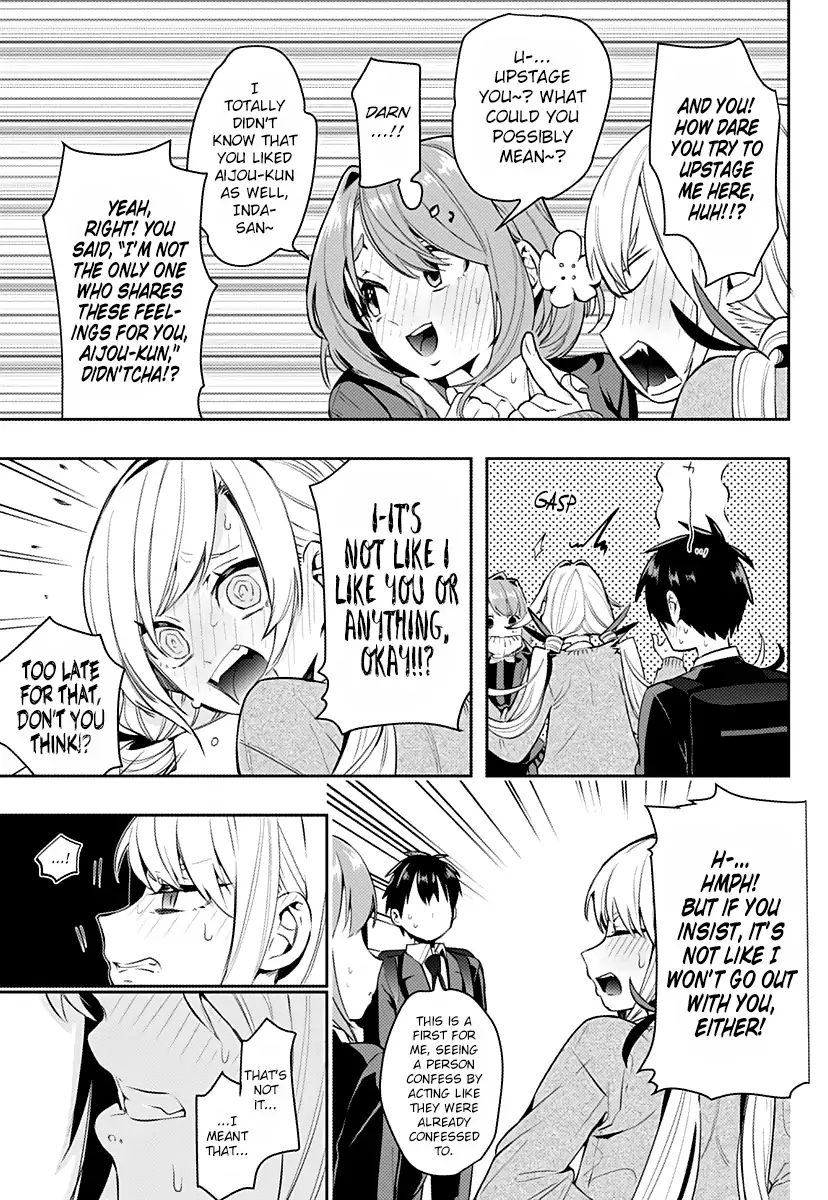 AND YOU!
HOW DARE
YOU TRY TO
UPSTAGE
ME HERE,
HUH!!?
U-...
UPSTAGE
YOU~? WHAT
COULD YOU
POSSIBLY
MEAN~?
DARN
...!!
I
TOTALLY
DIDN'T
KNOW THAT
YOU LIKED
AIJOU-KUN
AS WELL,
INDA-
SAN~
YEAH,
RIGHT! YOU
SAID, "I'M NOT
THE ONLY ONE
WHO SHARES
THESE FEEL-
INGS FOR YOU,
AIJOU-KUN,"
DIDN'TCHA!?
GASP
I-IT'S
NOT LIKE I
LIKE YOU OR
ANYTHING,
OKAY!!!?
TOO LATE
FOR THAT,
DON'T YOU
THINK!?
H-...
HMPH!
BUT IF YOU
INSIST, IT'S
NOT LIKE I
WON'T GO OUT
WITH YOU,
EITHER!
THIS IS A
FIRST FOR
ME, SEEING
A PERSON
CONFESS BY
ACTING LIKE
THEY WERE
ALREADY
CONFESSED
TO.
...!
THAT'S
NOT IT...
...I
MEANT
THAT...